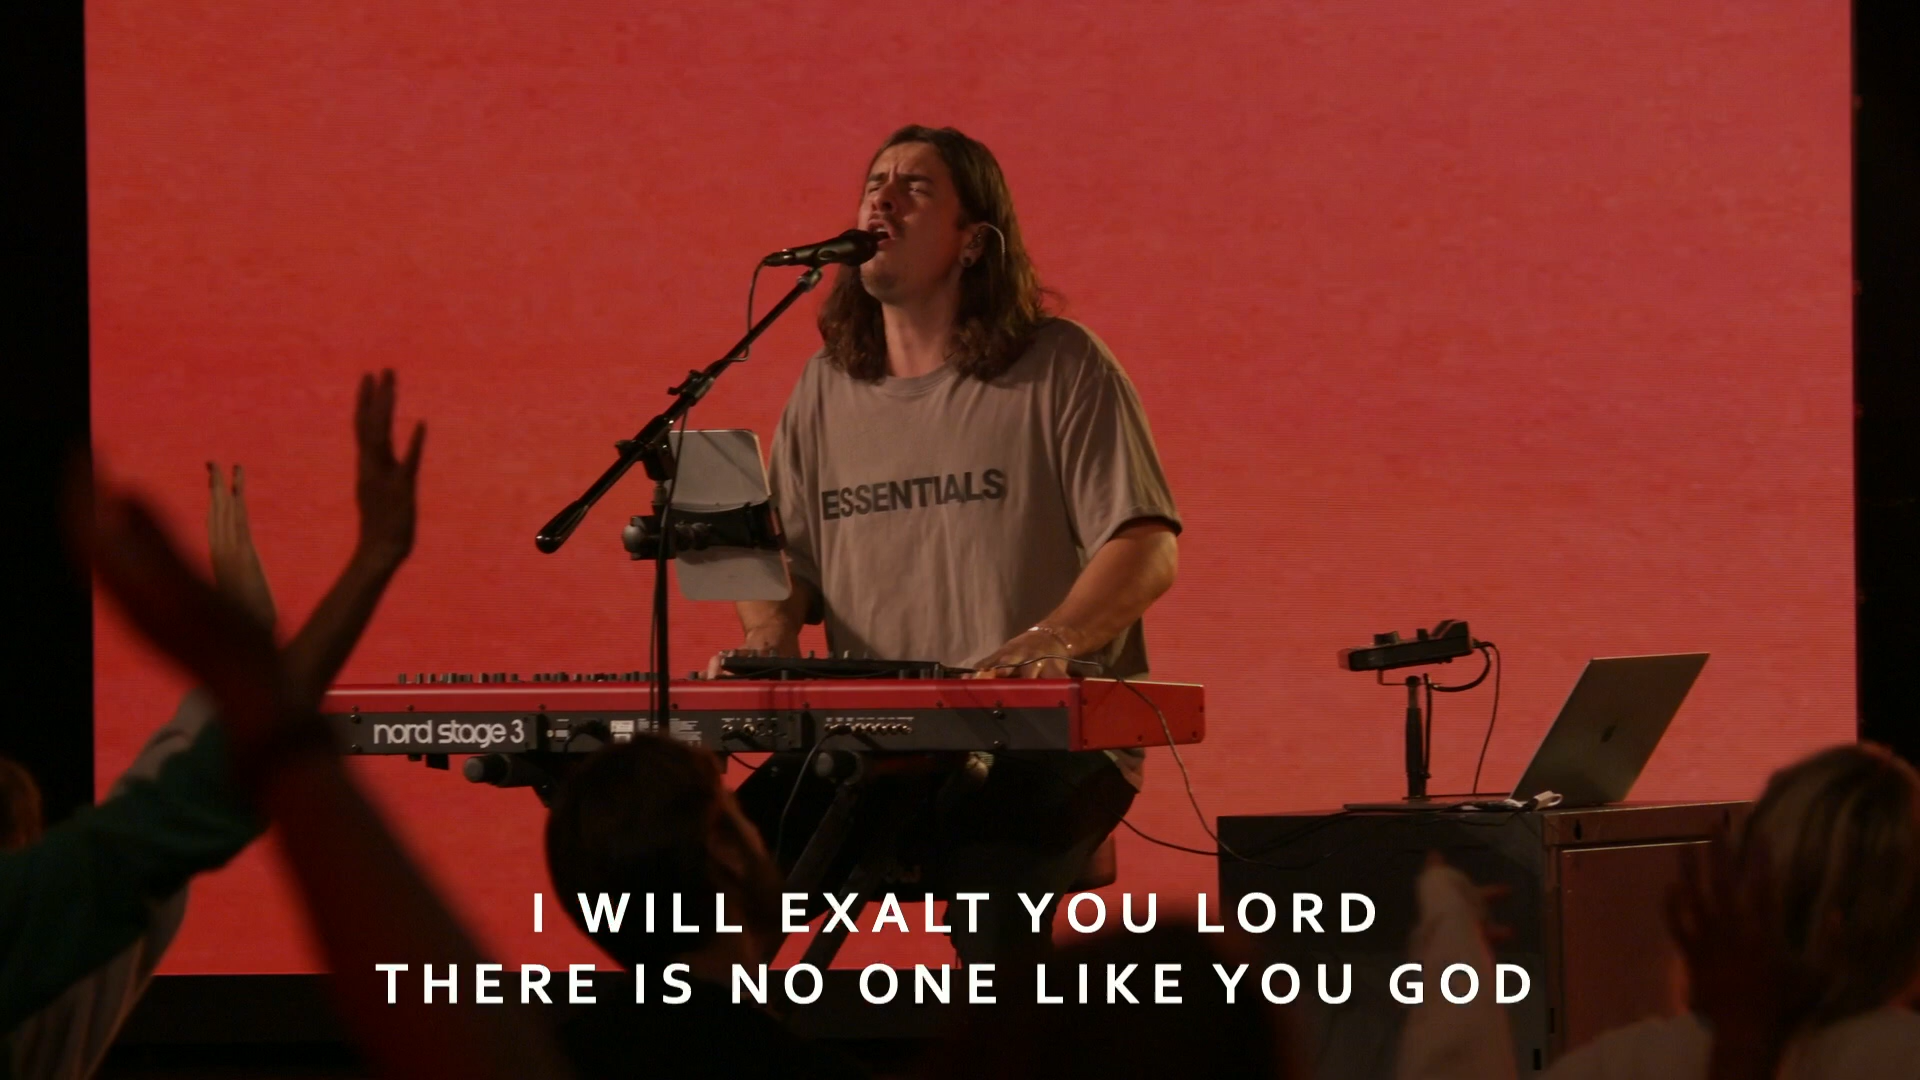 ESSENTIALS
nord stage 3
I WILL EXALT YOU LORD
THERE IS NO ONE LIKE YOU GOD